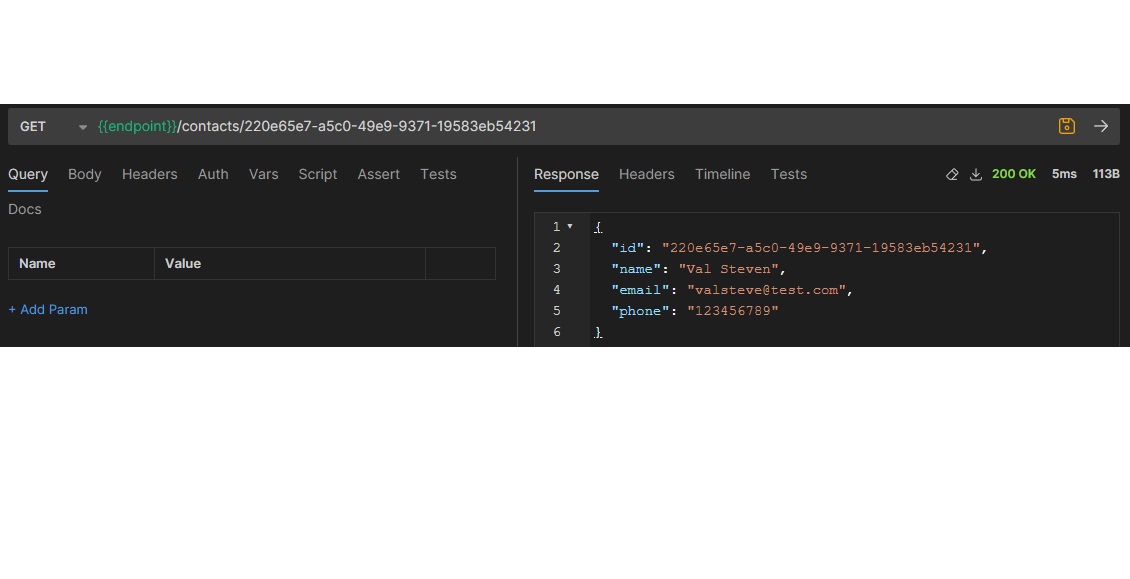 GET {{endpoint}}/contacts/220e65e7-a5c0-49e9-9371-19583eb54231
Query Body Headers Auth Vars Script Assert Tests
Docs
Name Value
+ Add Param
Response Headers Timeline Tests 200 OK 5ms 113B
1 {
2 "id": "220e65e7-a5c0-49e9-9371-19583eb54231",
3 "name": "Val Steven",
4 "email": "valsteve@test.com",
5 "phone": "123456789"
6 }